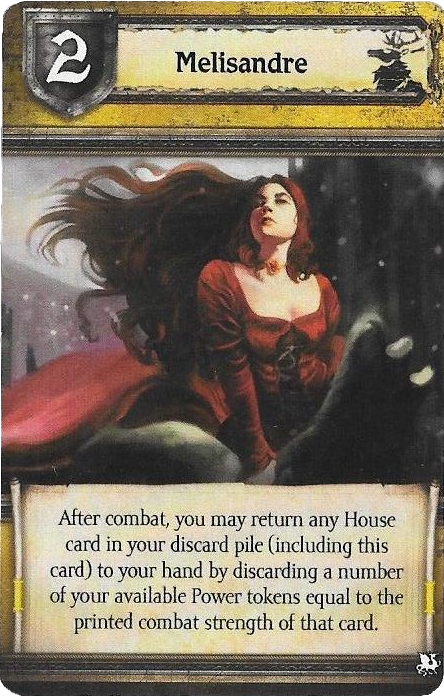 2
Melisandre
After combat, you may return any House
card in your discard pile (including this
card) to your hand by discarding a number
of your available Power tokens equal to the
printed combat strength of that card.
I I